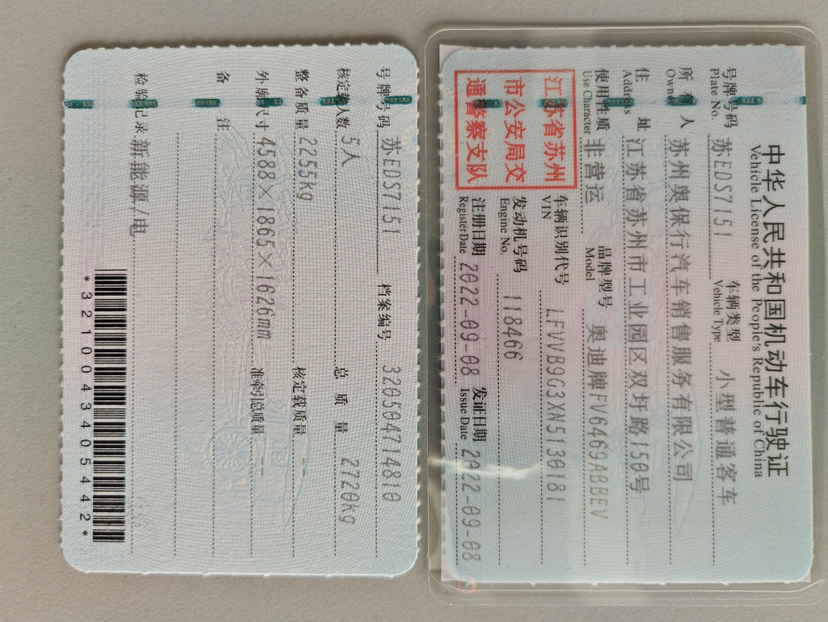 中华人民共和国机动车行驶证
Vehicle License of the People's Republic of China
号牌号码 苏EDS7151 车辆类型 小型普通客车
Plate No. Vehicle Type
所有人 苏州奥保行汽车销售服务有限公司
Owner
住址 江苏省苏州市工业园区双圩路150号
Address
使用性质 非营运 品牌型号 奥迪牌FV6469ABBEV
Use Character Model
江苏省苏州
市公安局交
通警察支队
车辆识别代号 LFVVB9G3XN5130181
VIN
发动机号码 118466
Engine No.
注册日期 2022-09-08 发证日期 2022-09-08
Register Date Issue Date
号牌号码 苏EDS7151 档案编号 320504714810
核定载人数 5人 总质量 2720kg
整备质量 2255kg 核定载质量 --
外廓尺寸 4588×1865×1626mm 准牵引总质量 --
备注
检验记录 新能源/电
*3210043405442*